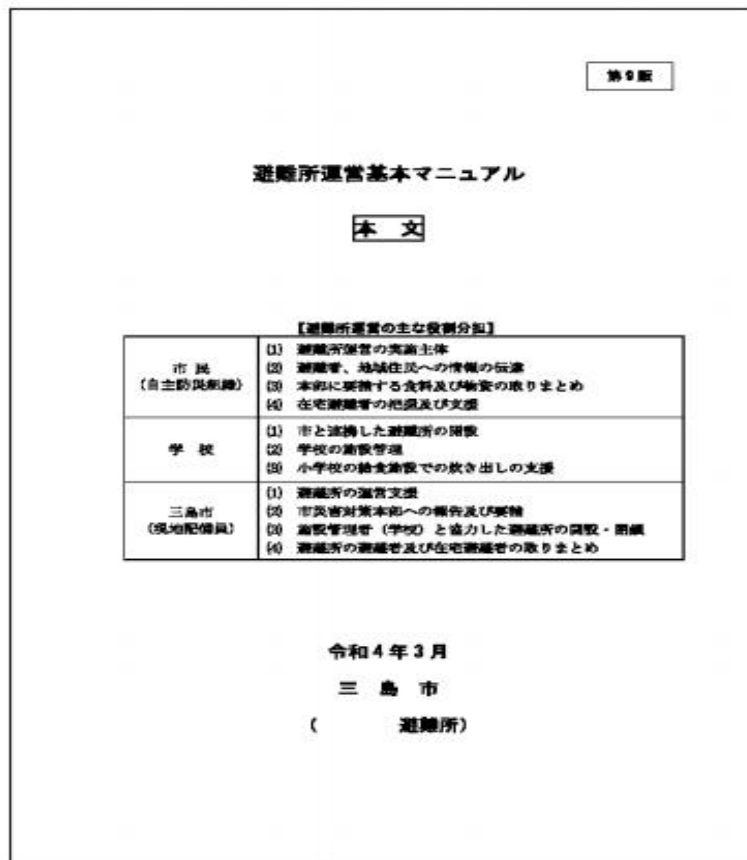 第9版
避難所運営基本マニュアル
本 文
【避難所運営の主な役割分担】
市 民
(自主防災組織)
(1) 避難所運営の実施主体
(2) 避難者、地域住民への情報の伝達
(3) 本部に要請する食料及び物資の取りまとめ
(4) 在宅避難者の把握及び支援
学 校
(1) 市と連携した避難所の開設
(2) 学校の施設管理
(3) 小学校の給食施設での炊き出しの支援
三島市
(現地配備員)
(1) 避難所の運営支援
(2) 市災害対策本部への報告及び要請
(3) 施設管理者(学校)と協力した避難所の開設・閉鎖
(4) 避難所の避難者及び在宅避難者の取りまとめ
令和4年3月
三 島 市
( 避難所)